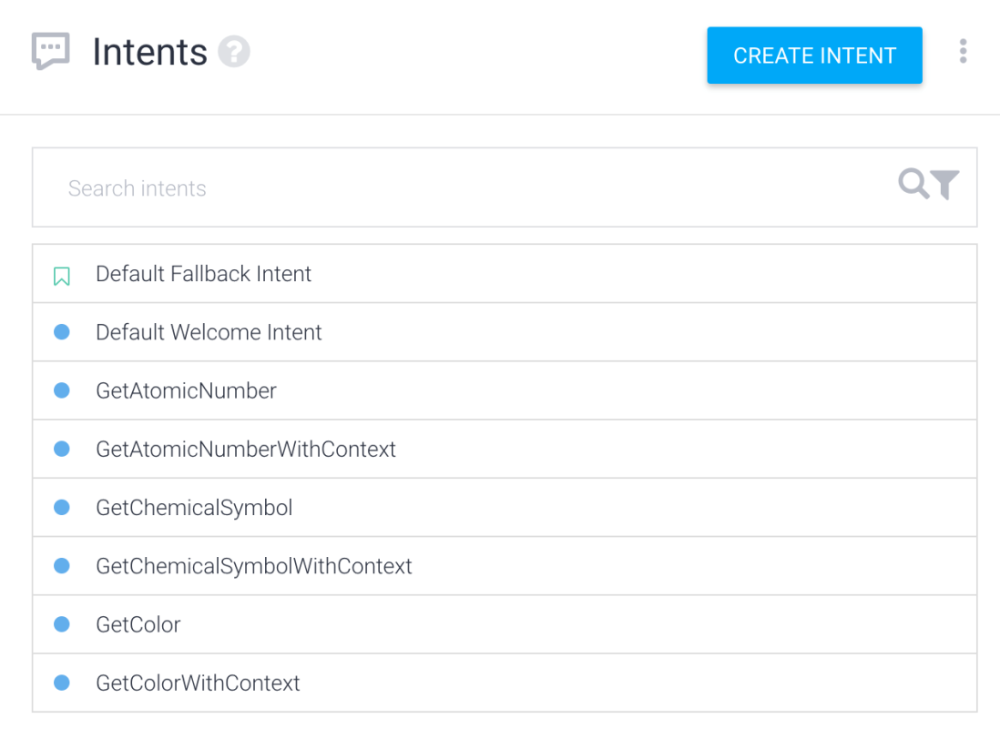 Intents ?
CREATE INTENT
Search intents
Default Fallback Intent
Default Welcome Intent
GetAtomicNumber
GetAtomicNumberWithContext
GetChemicalSymbol
GetChemicalSymbolWithContext
GetColor
GetColorWithContext